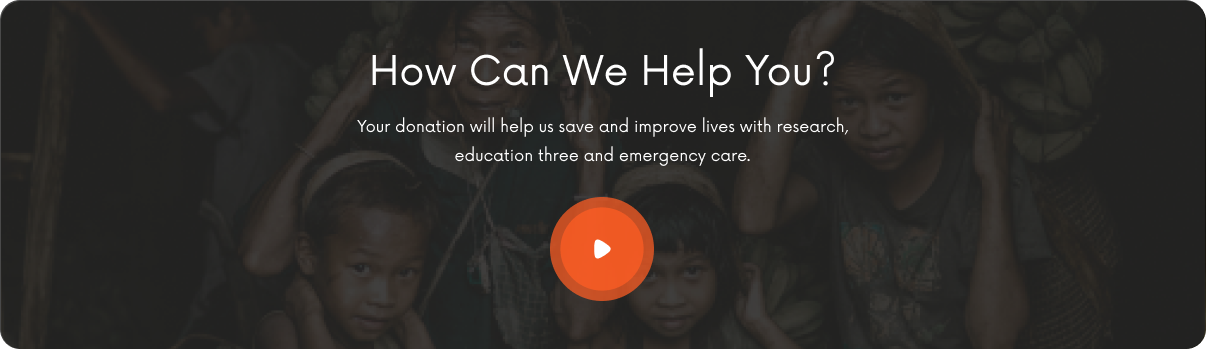 How Can We Help You?
Your donation will help us save and improve lives with research,
education three and emergency care.